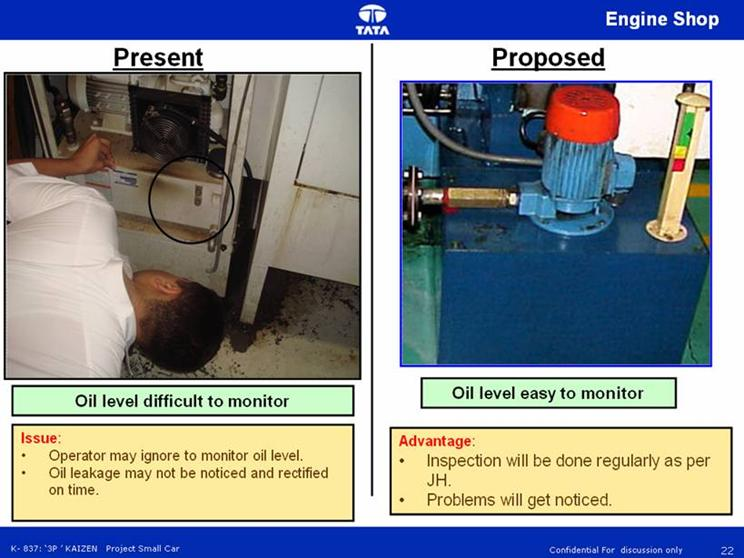 TATA
Engine Shop
Present
Proposed
Oil level difficult to monitor
Oil level easy to monitor
Issue:
• Operator may ignore to monitor oil level.
• Oil leakage may not be noticed and rectified
on time.
Advantage:
• Inspection will be done regularly as per
JH.
• Problems will get noticed.
K- 837: ‘3P ’ KAIZEN Project Small Car
Confidential For discussion only
22